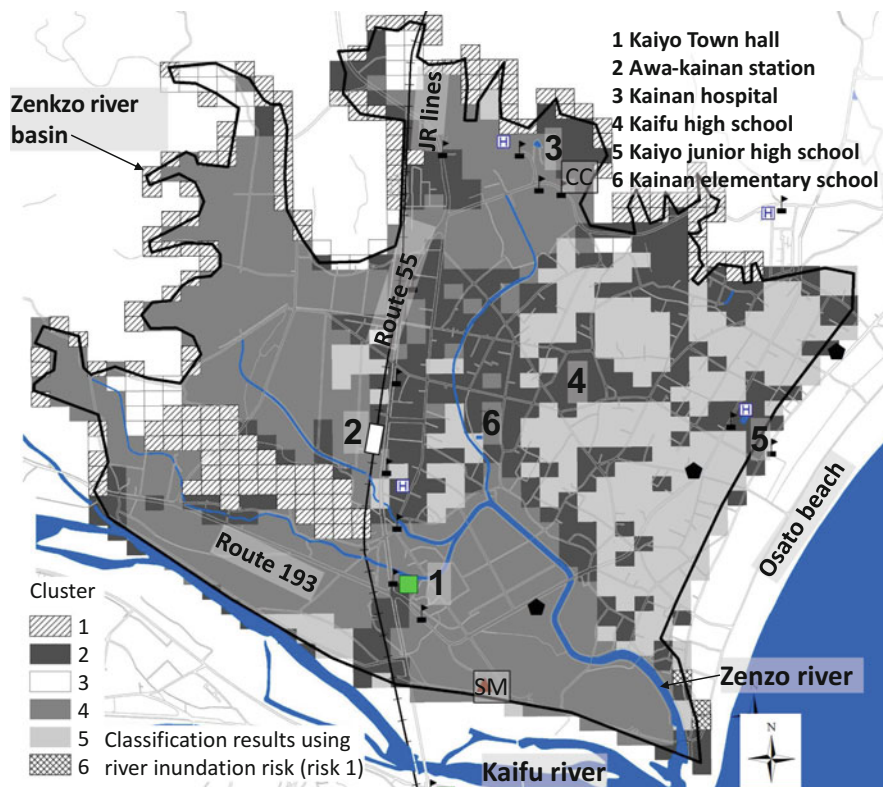 1 Kaiyo Town hall
2 Awa-kainan station
3 Kainan hospital
4 Kaifu high school
5 Kaiyo junior high school
6 Kainan elementary school
Zenkzo river
basin
JR lines
H
3
CC
H
Route 55
4
2
6
H
5
H
Osato beach
Route 193
1
Cluster
1
2
3
4
5
6
Classification results using
river inundation risk (risk 1)
SM
Zenzo river
Kaifu river
N